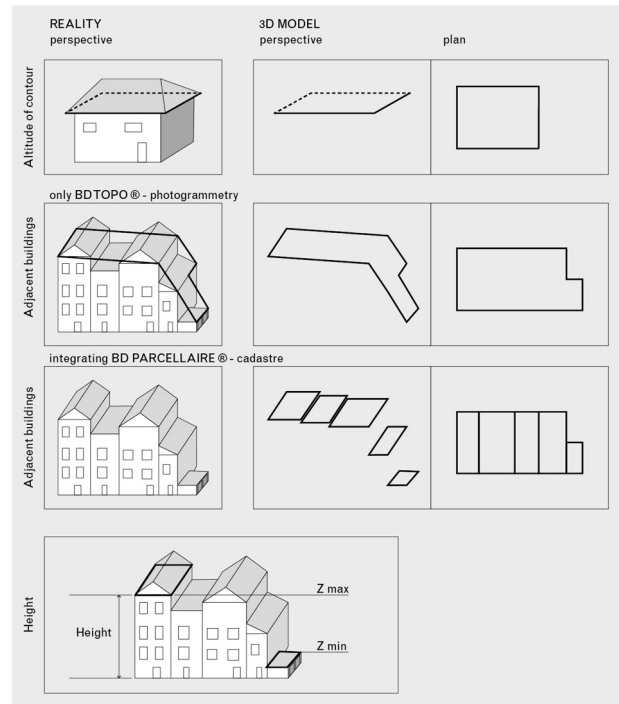 REALITY
perspective
3D MODEL
perspective
plan
Altitude of contour
only BDTOPO ® - photogrammetry
Adjacent buildings
integrating BD PARCELLAIRE ® - cadastre
Adjacent buildings
Height
Height
Z max
Z min